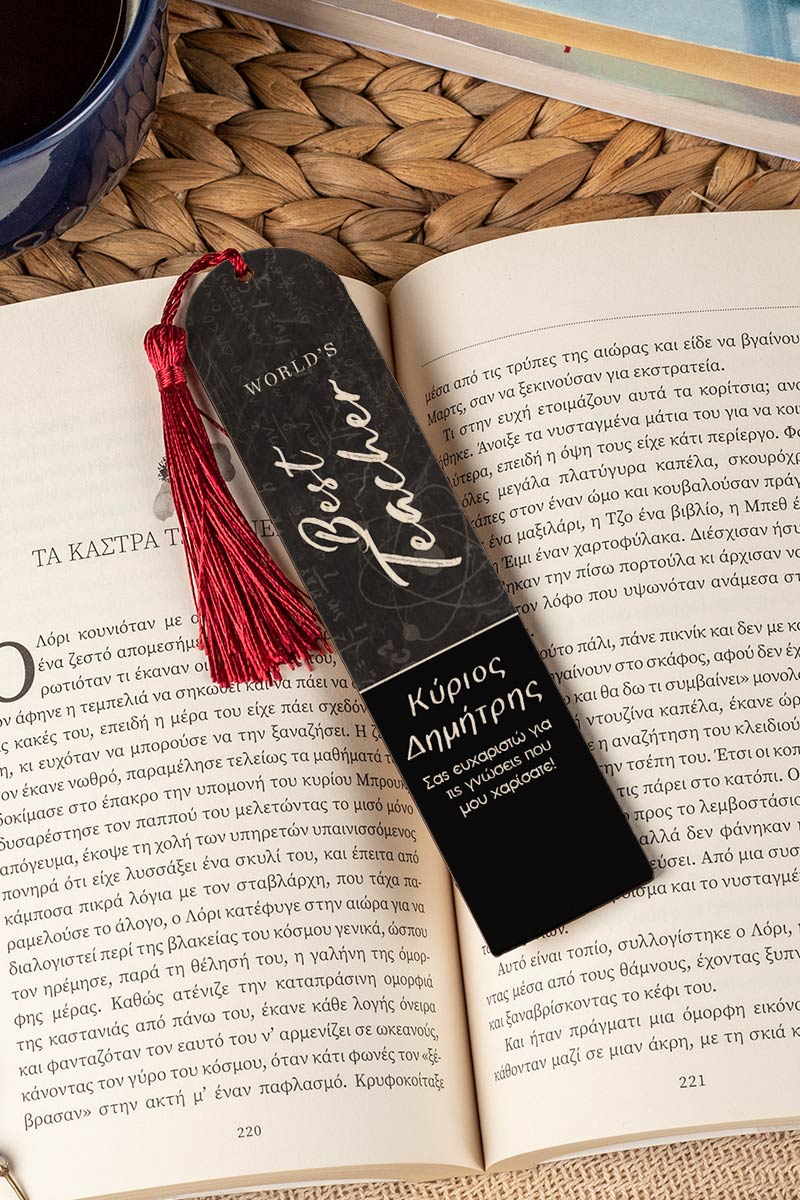 WORLD'S
Best
Teacher
Κύριος
Δημήτρης
Σας ευχαριστώ για
τις γνώσεις που
μου χαρίσατε!
ΤΑ ΚΑΣΤΡΑ
Ο Λόρι κουνιόταν με
ένα ζεστό απομεσήμε
ρωτιόταν τι έκαναν οι
άφηνε η τεμπελιά να σηκωθεί και να πάει να
κακές του, επειδή η μέρα του είχε πάει σχεδόν
κι ευχόταν να μπορούσε να την ξαναζήσει. Η
έκανε νωθρό, παραμέλησε τελείως τα μαθήματά
δοκίμασε στο έπακρο την υπομονή του κυρίου Μπρουκ,
δυσαρέστησε τον παππού του μελετώντας το μισό
απόγευμα, έκοψε τη χολή των υπηρετών υπαινισσόμενος
πονηρά ότι είχε λυσσάξει ένα σκυλί του, και έπειτα από
κάμποσα πικρά λόγια με τον σταβλάρχη, που τάχα πα-
ραμελούσε το άλογο, ο Λόρι κατέφυγε στην αιώρα για να
διαλογιστεί περί της βλακείας του κόσμου γενικά, ώσπου
τον ηρέμησε, παρά τη θέλησή του, η γαλήνη της όμορ-
φης μέρας. Καθώς ατένιζε την καταπράσινη ομορφιά
της καστανιάς από πάνω του, έκανε κάθε λογής όνειρα
και φανταζόταν τον εαυτό του ν' αρμενίζει σε ωκεανούς,
κάνοντας τον γύρο του κόσμου, όταν κάτι φωνές τον «ξέ-
βρασαν» στην ακτή μ' έναν παφλασμό. Κρυφοκοίταξε
220
μέσα από τις τρύπες της αιώρας και είδε να βγαίνου
Μαρτς, σαν να ξεκινούσαν για εκστρατεία.
Τι στην ευχή ετοιμάζουν αυτά τα κορίτσια;
Άνοιξε τα νυσταγμένα μάτια του για να
επειδή η όψη τους είχε κάτι περίεργο.
όλες μεγάλα πλατύγυρα καπέλα,
στον έναν ώμο και κουβαλούσαν
ένα μαξιλάρι, η Τζο ένα βιβλίο, η Μπεθ
Έιμι έναν χαρτοφύλακα. Διέσχισαν
την πίσω πορτούλα κι άρχισαν
λόφο που υψωνόταν ανάμεσα
πάλι, πάνε πικνίκ και δεν με
στο σκάφος, αφού δεν
και θα δω τι συμβαίνει»
ντουζίνα καπέλα, έκανε
η αναζήτηση του κλειδιού
την τσέπη του. Έτσι οι
τις πάρει στο κατόπι.
προς το λεμβοστάσιο
αλλά δεν φάνηκαν
Από μια
και το
Αυτό είναι τοπίο, συλλογίστηκε ο Λόρι,
μέσα από τους θάμνους, έχοντας
και ξαναβρίσκοντας το κέφι του.
Και ήταν πράγματι μια όμορφη
κάθονταν μαζί σε μιαν άκρη, με τη σκιά
221